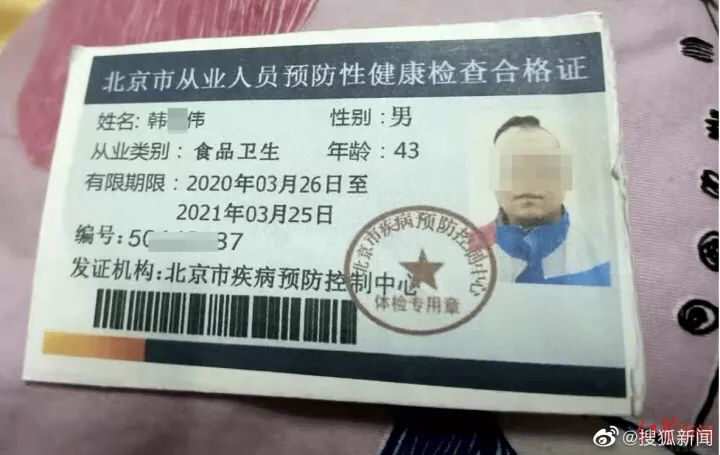 北京市从业人员预防性健康检查合格证
姓名: 韩 伟 性别: 男
从业类别: 食品卫生 年龄: 43
有限期限: 2020年03月26日至
2021年03月25日
编号: 50 87
发证机构: 北京市疾病预防控制中心
北京市疾病预防控制中心
体检专用章
@搜狐新闻